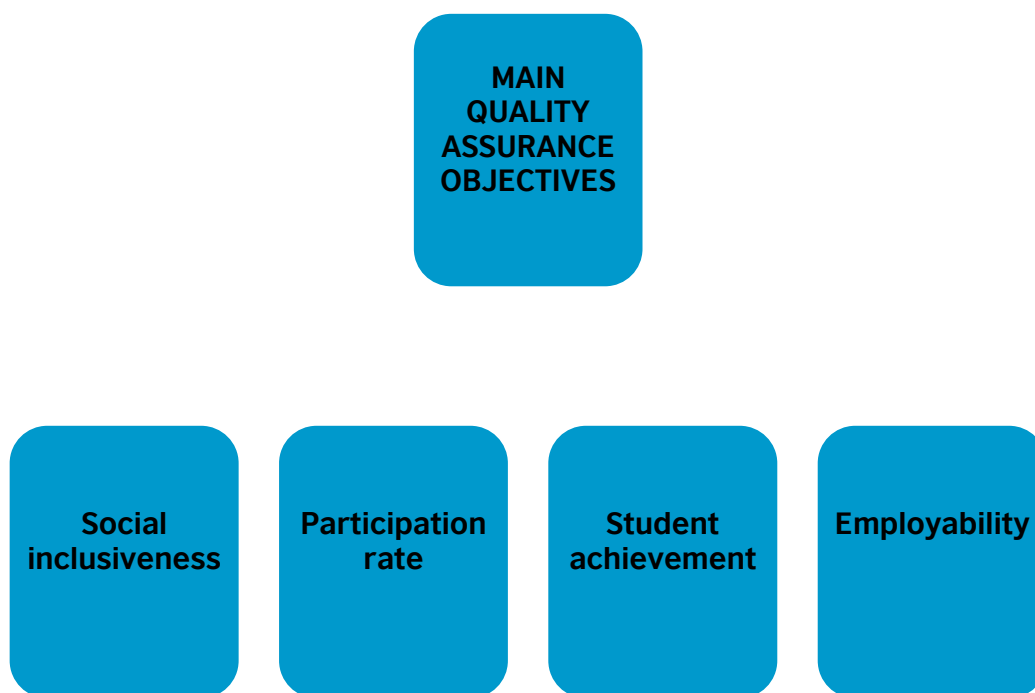 MAIN
QUALITY
ASSURANCE
OBJECTIVES
Social
inclusiveness
Participation
rate
Student
achievement
Employability